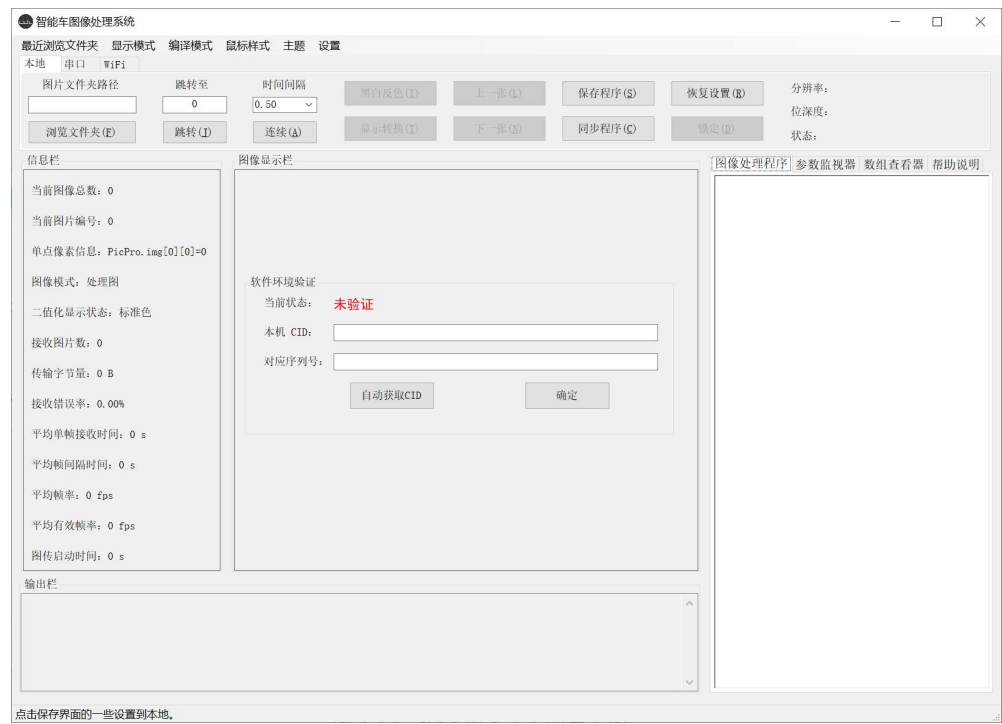 智能车图像处理系统
最近浏览文件夹 显示模式 编译模式 鼠标样式 主题 设置
本地 串口 WiFi
图片文件夹路径 跳转至 时间间隔
0 0.50
黑白反色(I) 上一张(L) 保存程序(S) 恢复设置(R)
浏览文件夹(F) 跳转(J) 连续(A)
显示转换(T) 下一张(N) 同步程序(C) 锁定(D)
分辨率:
位深度:
状态:
信息栏
当前图像总数: 0
当前图片编号: 0
单点像素信息: PicPro.img[0][0]=0
图像模式: 处理图
二值化显示状态: 标准色
接收图片数: 0
传输字节量: 0 B
接收错误率: 0.00%
平均单帧接收时间: 0 s
平均帧间隔时间: 0 s
平均帧率: 0 fps
平均有效帧率: 0 fps
图传启动时间: 0 s
图像显示栏
软件环境验证
当前状态: 未验证
本机 CID:
对应序列号:
自动获取CID 确定
图像处理程序 参数监视器 数组查看器 帮助说明
输出栏
点击保存界面的一些设置到本地。